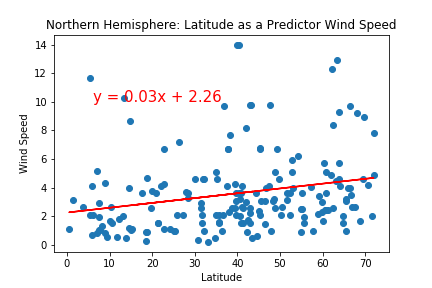 Northern Hemisphere: Latitude as a Predictor Wind Speed
14
12
10
8
6
4
2
0
Wind Speed
y = 0.03x + 2.26
0 10 20 30 40 50 60 70
Latitude